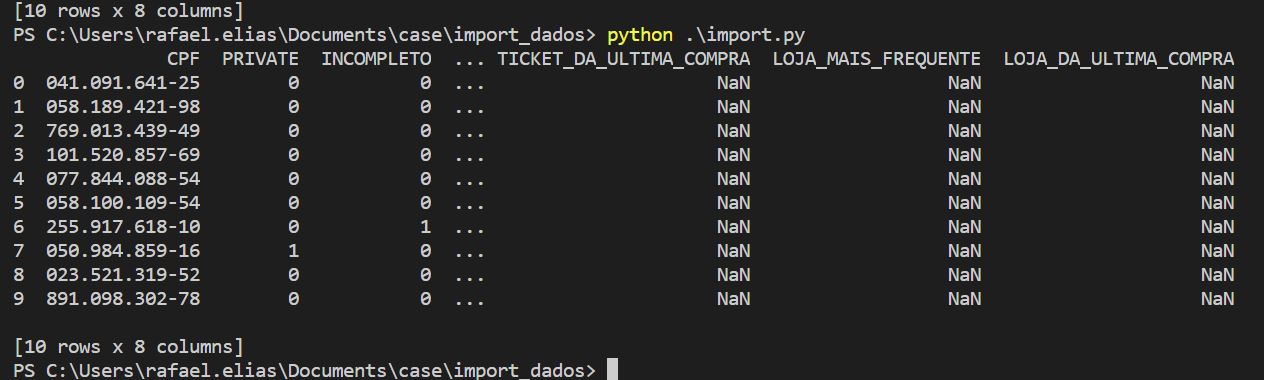 [10 rows x 8 columns]
PS C:\Users\rafael.elias\Documents\case\import_dados> python .\import.py
CPF PRIVATE INCOMPLETO ... TICKET_DA_ULTIMA_COMPRA LOJA_MAIS_FREQUENTE LOJA_DA_ULTIMA_COMPRA
0 041.091.641-25 0 0 ... NaN NaN NaN
1 058.189.421-98 0 0 ... NaN NaN NaN
2 769.013.439-49 0 0 ... NaN NaN NaN
3 101.520.857-69 0 0 ... NaN NaN NaN
4 077.844.088-54 0 0 ... NaN NaN NaN
5 058.100.109-54 0 0 ... NaN NaN NaN
6 255.917.618-10 0 1 ... NaN NaN NaN
7 050.984.859-16 1 0 ... NaN NaN NaN
8 023.521.319-52 0 0 ... NaN NaN NaN
9 891.098.302-78 0 0 ... NaN NaN NaN
[10 rows x 8 columns]
PS C:\Users\rafael.elias\Documents\case\import_dados>